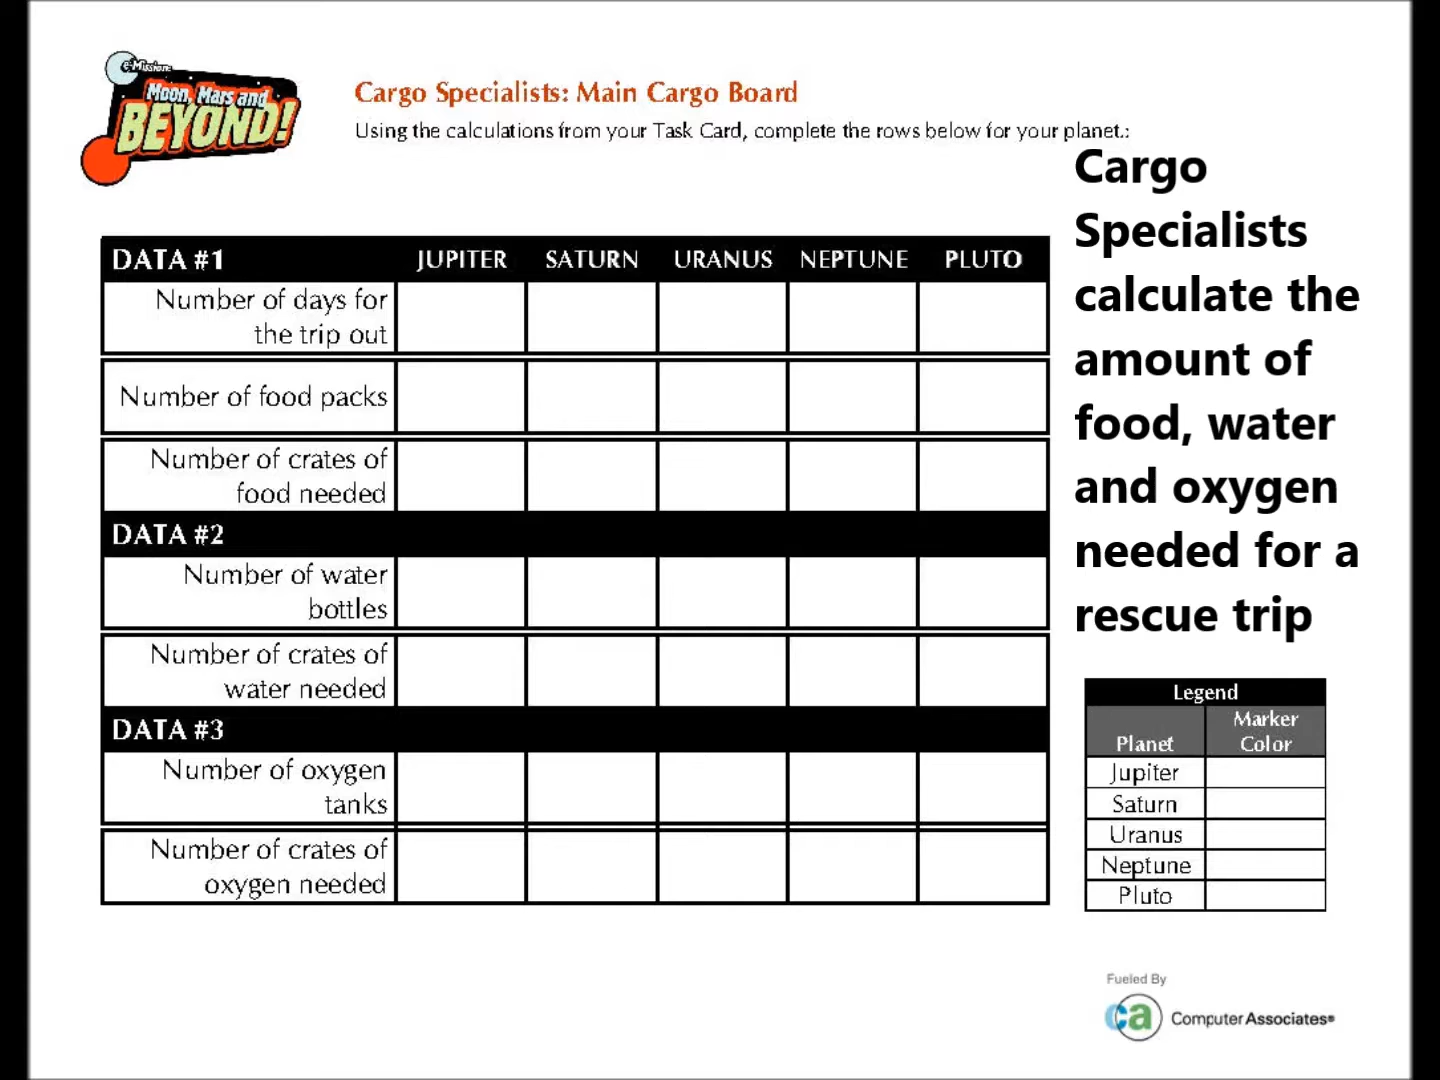 e-Mission:
Moon, Mars and
BEYOND!
Cargo Specialists: Main Cargo Board
Using the calculations from your Task Card, complete the rows below for your planet.:
Cargo
Specialists
calculate the
amount of
food, water
and oxygen
needed for a
rescue trip
DATA #1 JUPITER SATURN URANUS NEPTUNE PLUTO
Number of days for
the trip out
Number of food packs
Number of crates of
food needed
DATA #2
Number of water
bottles
Number of crates of
water needed
DATA #3
Number of oxygen
tanks
Number of crates of
oxygen needed
Legend
Planet Marker
Color
Jupiter
Saturn
Uranus
Neptune
Pluto
Fueled By
ca Computer Associates®